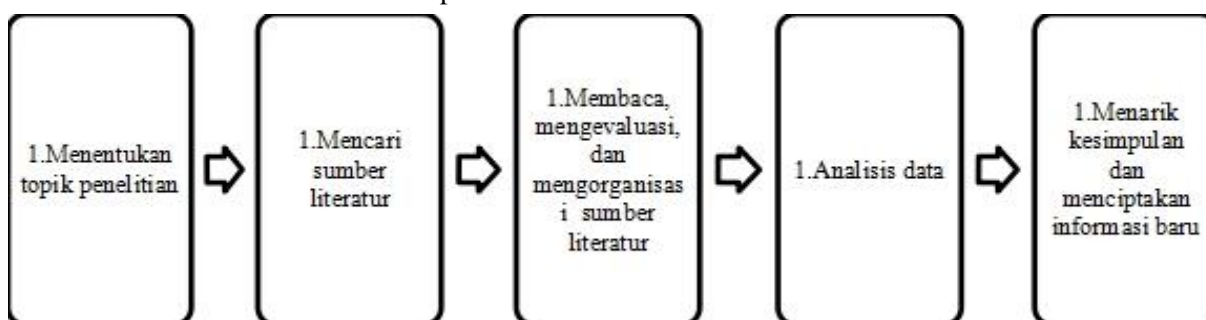 1.Menentukan
topik penelitian
1.Mencari
sumber
literatur
1.Membaca,
mengevaluasi,
dan
mengorganisas
i sumber
literatur
1.Analisis data
1.Menarik
kesimpulan
dan
menciptakan
informasi baru